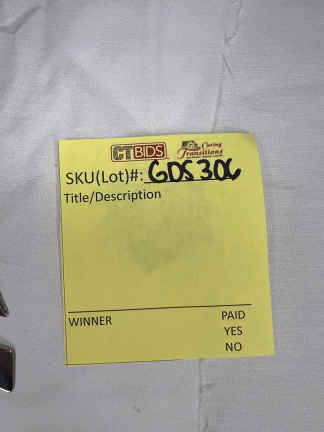 CTBIDS Caring Transitions
SKU(Lot)#: GDS306
Title/Description
WINNER PAID
YES
NO